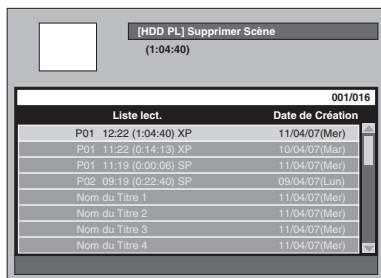 [HDD PL] Supprimer Scène
(1:04:40)
001/016
Liste lect. Date de Création
P01 12:22 (1:04:40) XP 11/04/07(Mer)
P01 11:22 (0:14:13) XP 10/04/07(Mar)
P01 11:19 (0:00:06) SP 11/04/07(Mer)
P02 09:19 (0:22:40) SP 09/04/07(Lun)
Nom du Titre 1 11/04/07(Mer)
Nom du Titre 2 11/04/07(Mer)
Nom du Titre 3 11/04/07(Mer)
Nom du Titre 4 11/04/07(Mer)